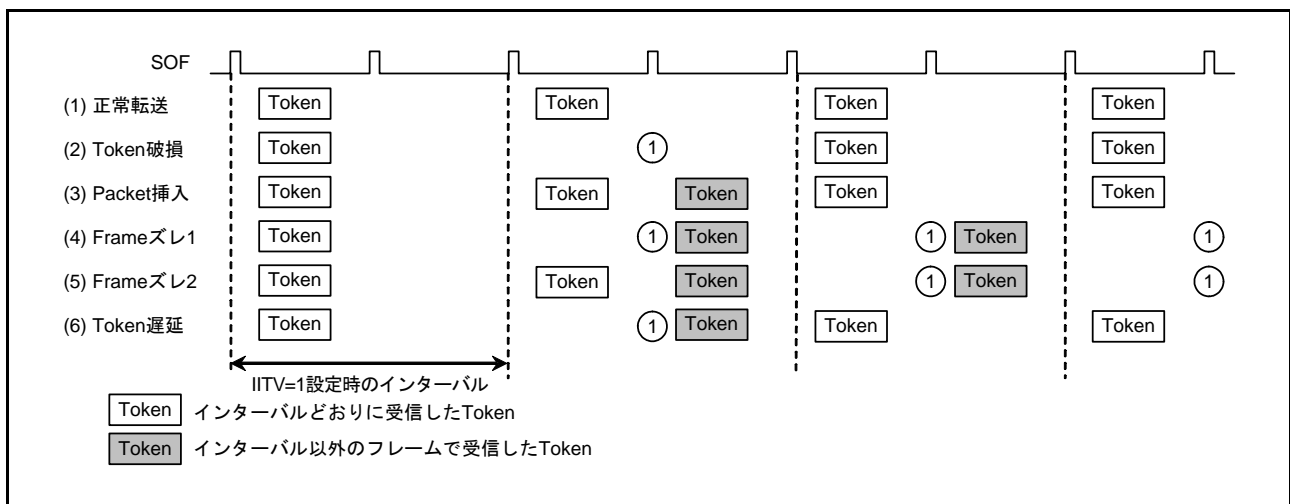 SOF
(1) 正常転送 Token Token Token Token
(2) Token破損 Token 1 Token Token
(3) Packet挿入 Token Token Token Token Token
(4) Frameズレ1 Token 1 Token 1 Token 1
(5) Frameズレ2 Token Token Token 1 Token 1
(6) Token遅延 Token 1 Token Token Token
IITV=1設定時のインターバル
Token インターバルどおりに受信したToken
Token インターバル以外のフレームで受信したToken